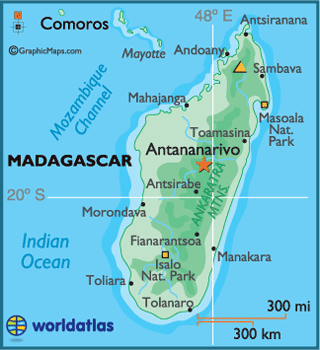 48° E
Comoros
©GraphicMaps.com
Mayotte
Antsiranana
Andoany
Sambava
Mozambique
Channel
Mahajanga
Masoala
Nat.
Park
Toamasina
Antananarivo
MADAGASCAR
Antsirabe
20° S
ANKARATRA
MTNS
Morondava
Indian
Ocean
Fianarantsoa
Isalo
Nat. Park
Manakara
Toliara
Tolanaro
300 mi
300 km
worldatlas